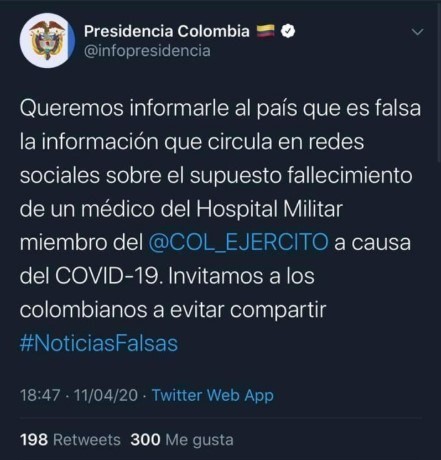 Presidencia Colombia
@infopresidencia
Queremos informarle al país que es falsa
la información que circula en redes
sociales sobre el supuesto fallecimiento
de un médico del Hospital Militar
miembro del @COL_EJERCITO a causa
del COVID-19. Invitamos a los
colombianos a evitar compartir
#NoticiasFalsas
18:47 · 11/04/20 · Twitter Web App
198 Retweets 300 Me gusta